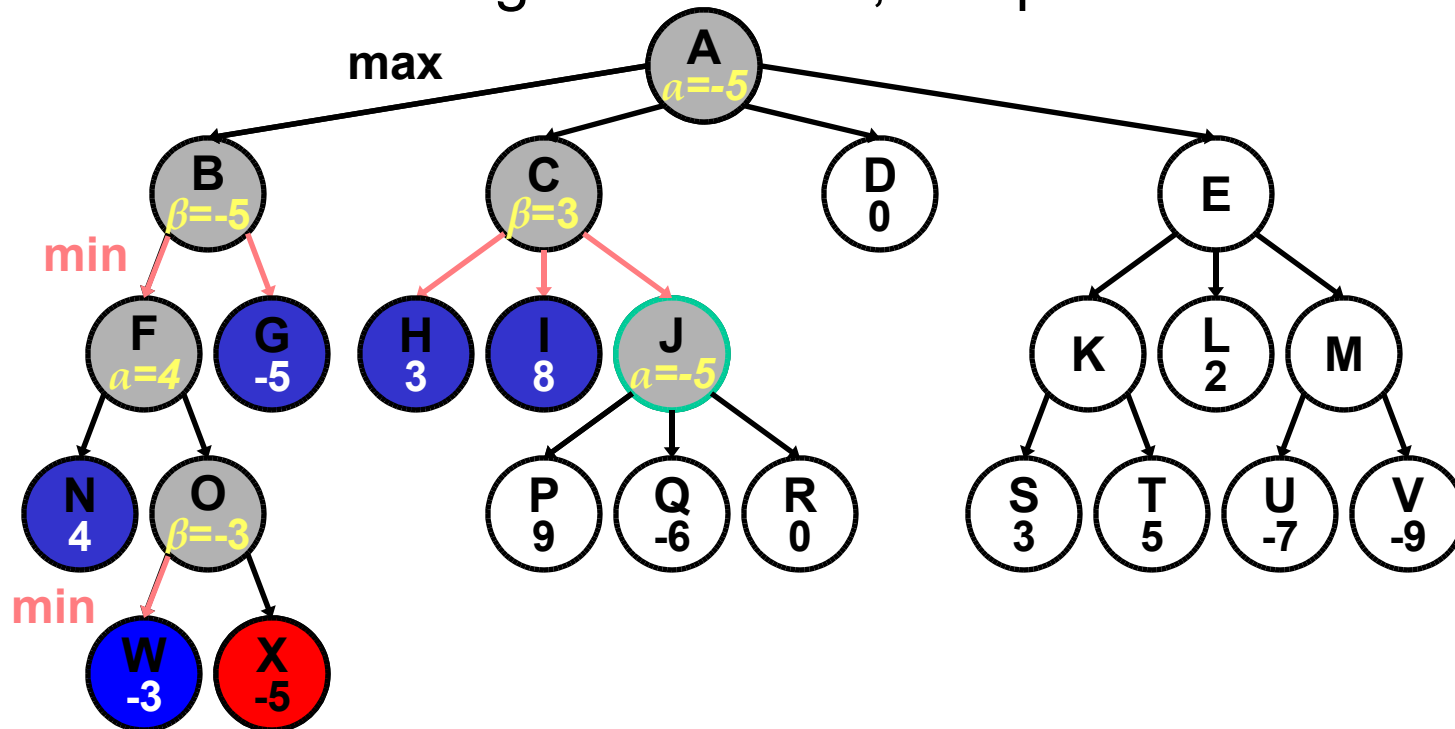 max
A
α=-5
B
β=-5
C
β=3
D
0
E
min
F
α=4
G
-5
H
3
I
8
J
α=-5
K
L
2
M
N
4
O
β=-3
P
9
Q
-6
R
0
S
3
T
5
U
-7
V
-9
min
W
-3
X
-5